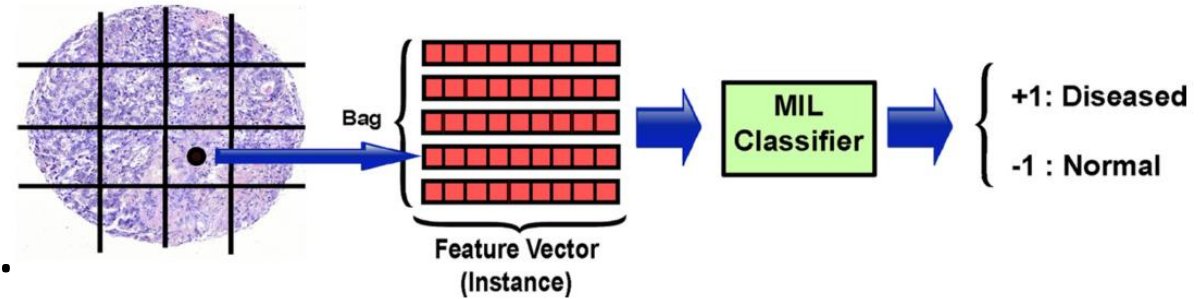 Bag
Feature Vector
(Instance)
MIL
Classifier
+1: Diseased
-1 : Normal